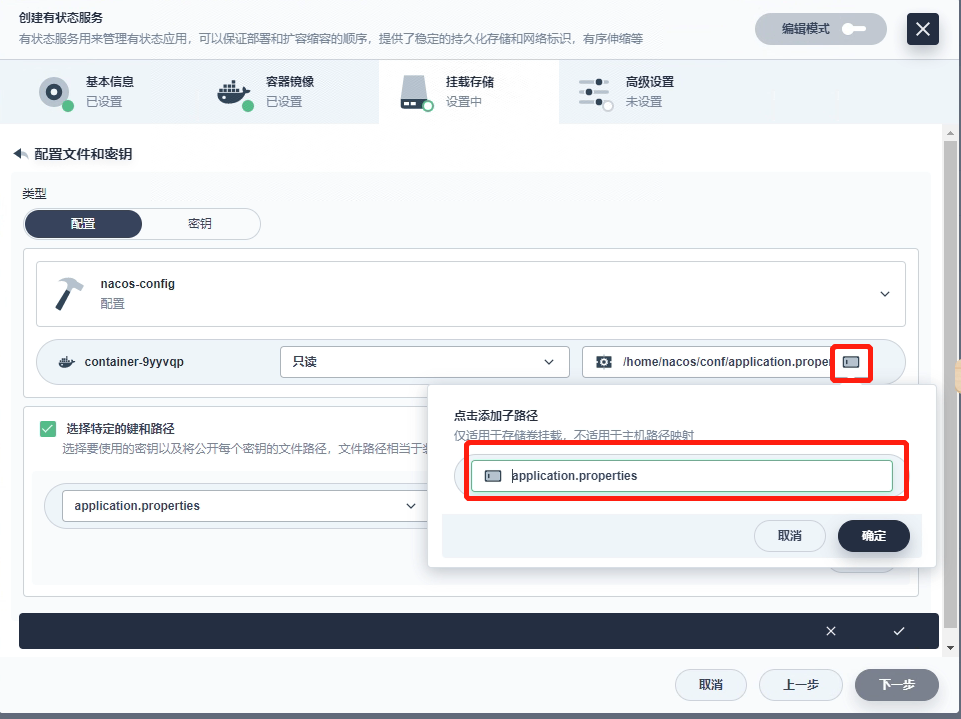 创建有状态服务
有状态服务用来管理有状态应用，可以保证部署和扩容缩容的顺序，提供了稳定的持久化存储和网络标识，有序伸缩等
编辑模式
基本信息
已设置
容器镜像
已设置
挂载存储
设置中
高级设置
未设置
配置文件和密钥
类型
配置
密钥
nacos-config
配置
container-9yyvqp
只读
/home/nacos/conf/application.proper
点击添加子路径
仅适用于存储卷挂载，不适用于主机路径映射
选择特定的键和路径
选择要使用的密钥以及将公开每个密钥的文件路径，文件路径相当于
application.properties
application.properties
取消
确定
取消
上一步
下一步